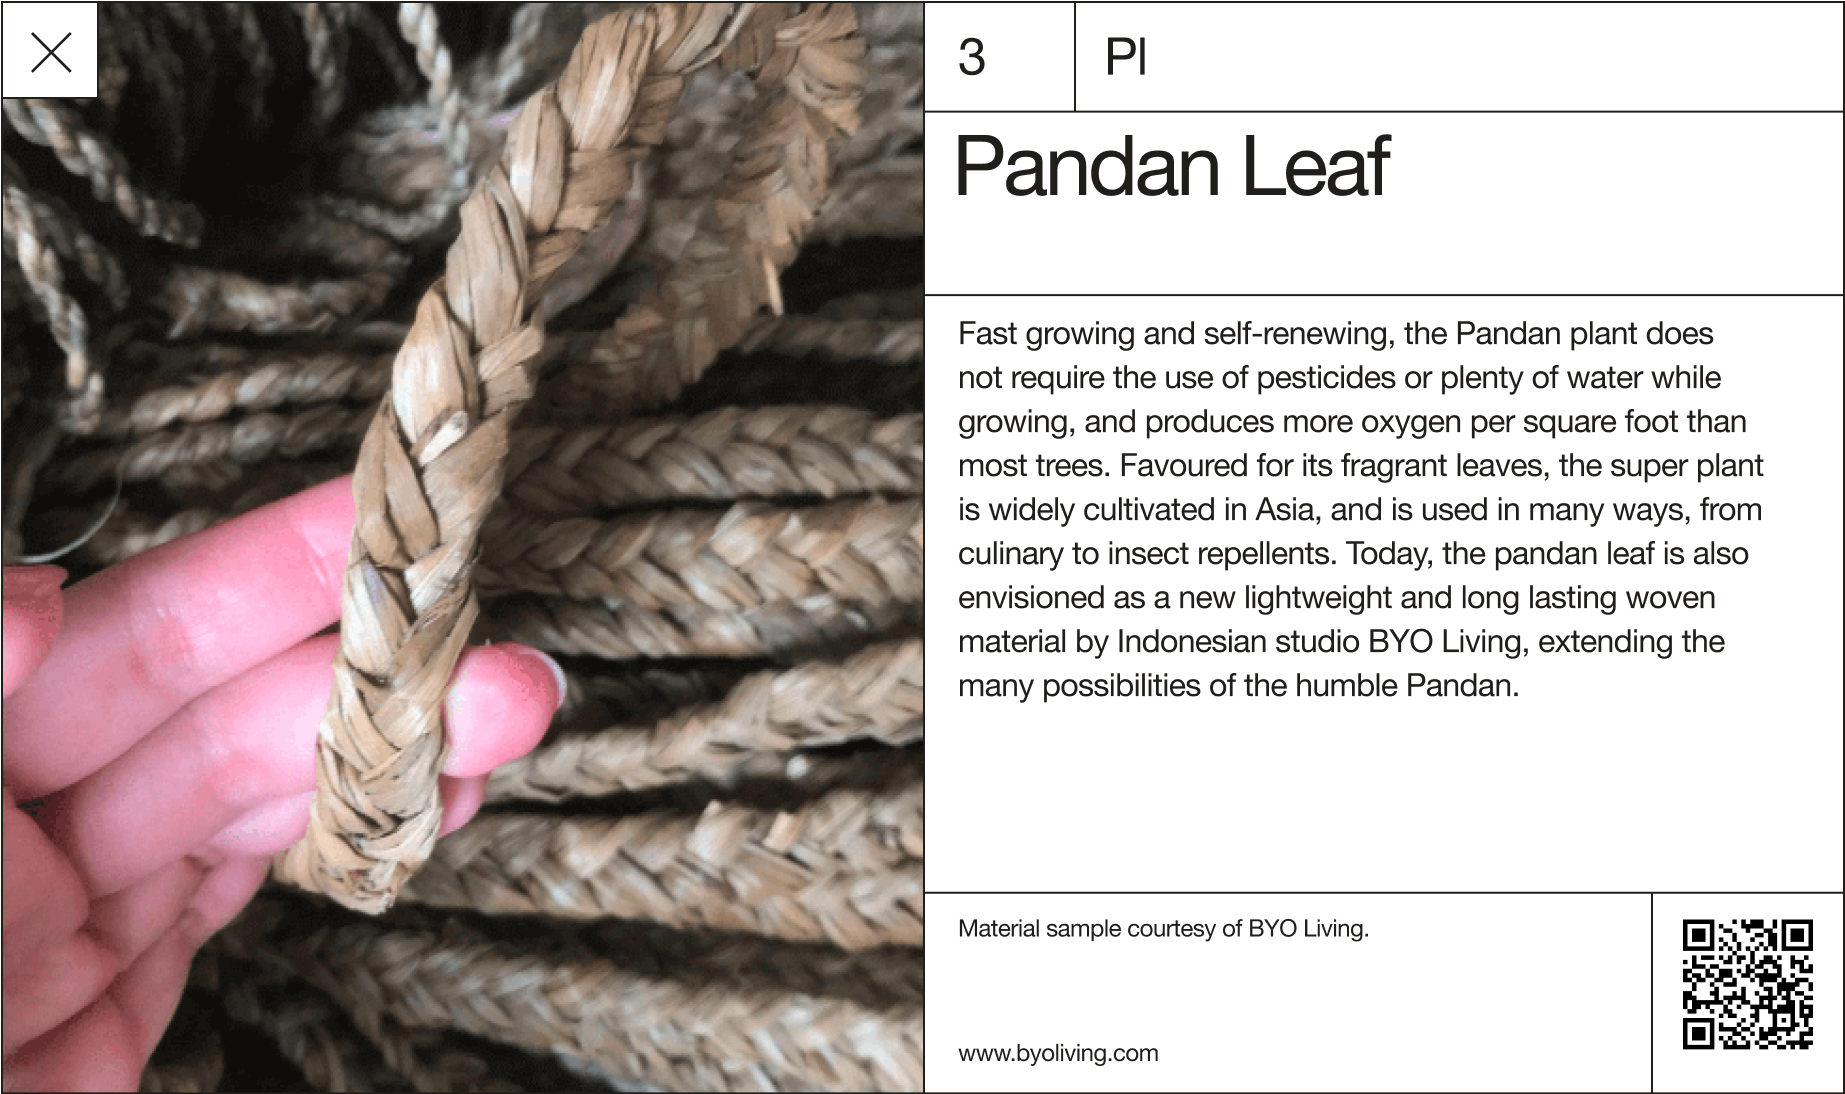 3
Pl
Pandan Leaf
Fast growing and self-renewing, the Pandan plant does
not require the use of pesticides or plenty of water while
growing, and produces more oxygen per square foot than
most trees. Favoured for its fragrant leaves, the super plant
is widely cultivated in Asia, and is used in many ways, from
culinary to insect repellents. Today, the pandan leaf is also
envisioned as a new lightweight and long lasting woven
material by Indonesian studio BYO Living, extending the
many possibilities of the humble Pandan.
Material sample courtesy of BYO Living.
www.byoliving.com